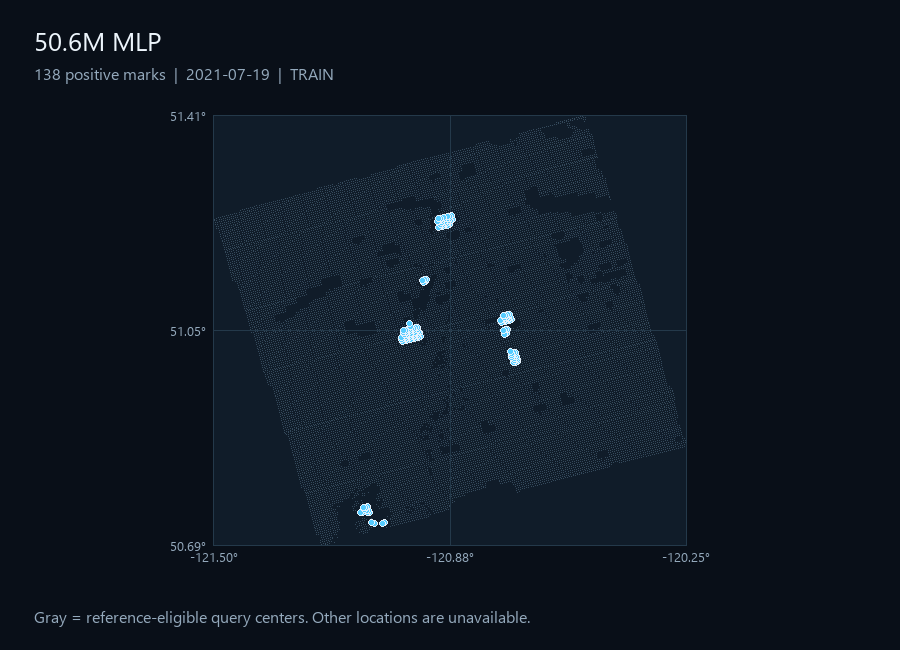 50.6M MLP
138 positive marks | 2021-07-19 | TRAIN
51.41°
51.05°
50.69°
-121.50°
-120.88°
-120.25°
Gray = reference-eligible query centers. Other locations are unavailable.